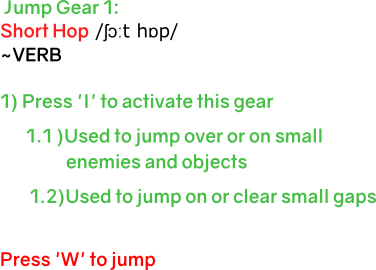 Jump Gear 1:
Short Hop /ʃɔːt hɒp/
~VERB
1) Press 'I' to activate this gear
1.1 )Used to jump over or on small
enemies and objects
1.2)Used to jump on or clear small gaps
Press 'W' to jump